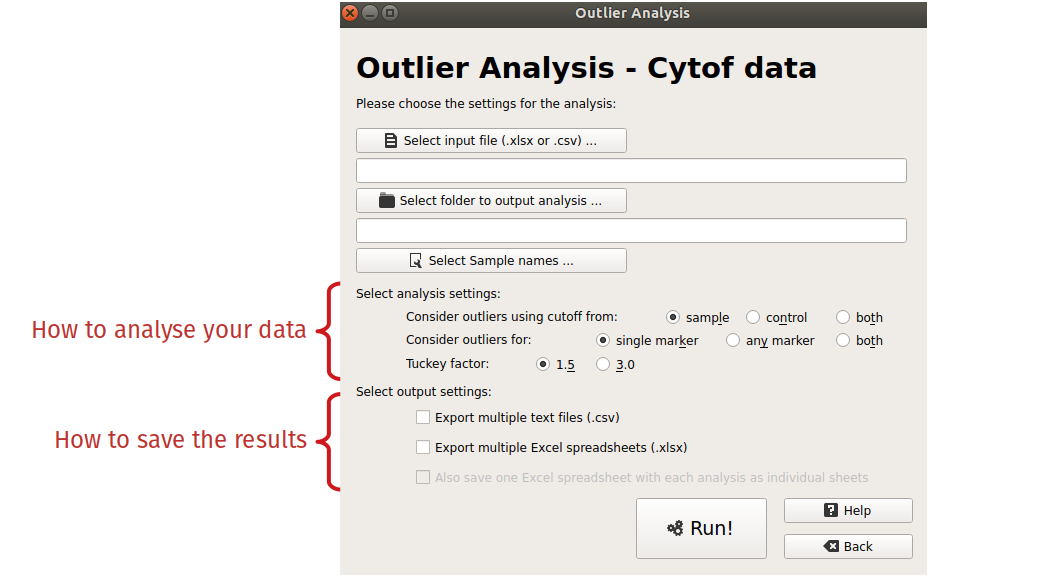 Outlier Analysis
Outlier Analysis - Cytof data
Please choose the settings for the analysis:
Select input file (.xlsx or .csv) ...
Select folder to output analysis ...
Select Sample names ...
Select analysis settings:
Consider outliers using cutoff from: sample control both
How to analyse your data
Consider outliers for: single marker any marker both
Tuckey factor: 1.5 3.0
Select output settings:
Export multiple text files (.csv)
How to save the results
Export multiple Excel spreadsheets (.xlsx)
Also save one Excel spreadsheet with each analysis as individual sheets
Run!
Help
Back